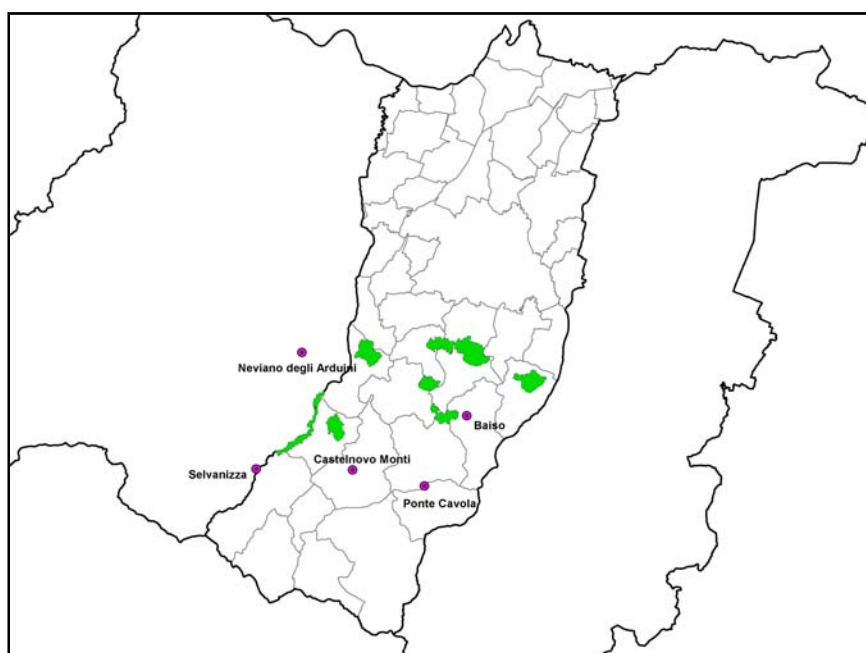 Neviano degli Arduini
Baiso
Castelnovo Monti
Selvanizza
Ponte Cavola